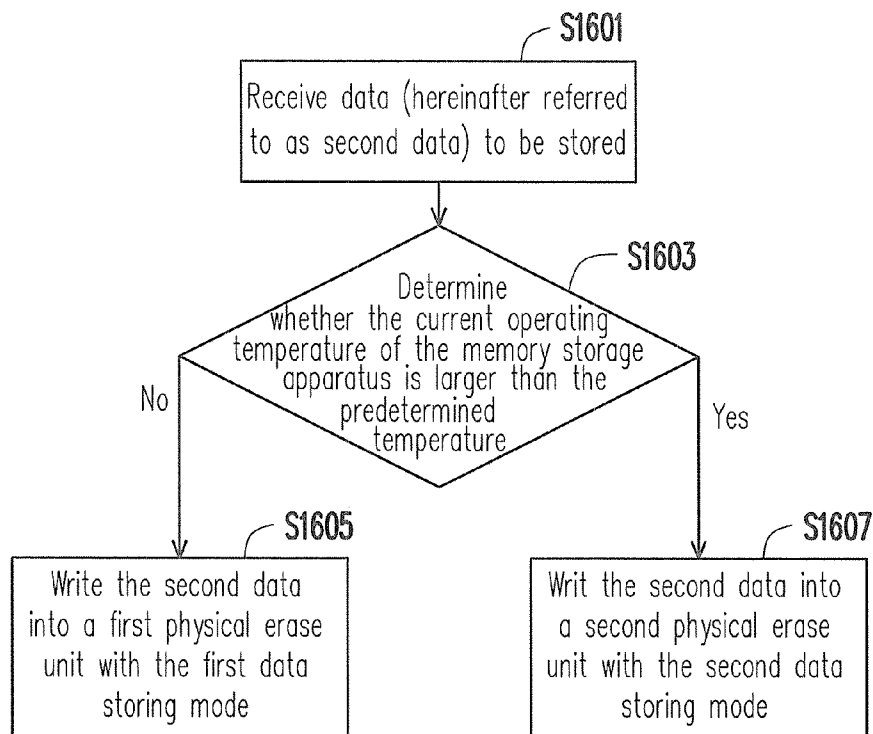 S1601
Receive data (hereinafter referred
to as second data) to be stored
S1603
Determine
whether the current operating
temperature of the memory storage
apparatus is larger than the
predetermined
temperature
No
Yes
S1605
Write the second data
into a first physical erase
unit with the first data
storing mode
S1607
Writ the second data into
a second physical erase
unit with the second data
storing mode